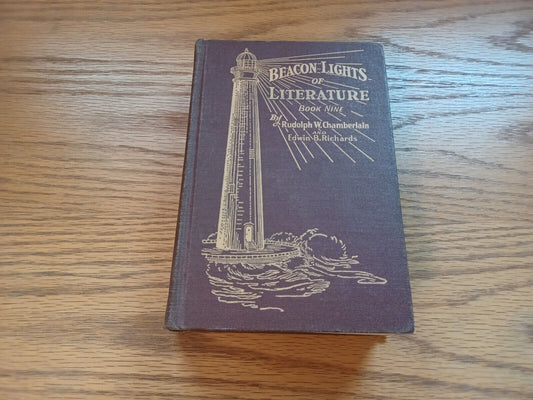 BEACON LIGHTS
OF
LITERATURE
BOOK NINE
By Rudolph W. Chamberlain
AND
Edwin B. Richards